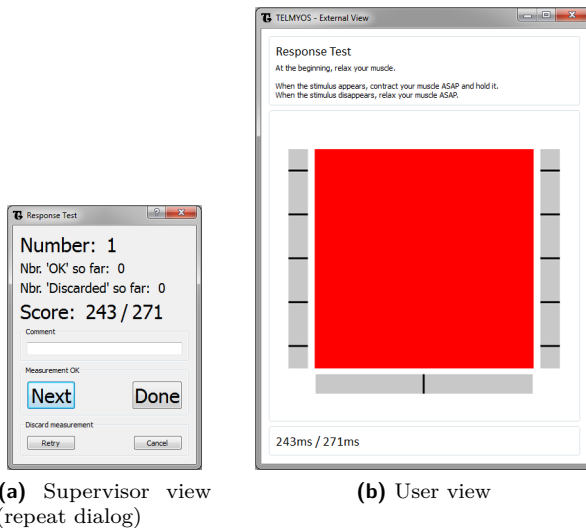 TELMYOS - External View
Response Test
At the beginning, relax your muscle.
When the stimulus appears, contract your muscle ASAP and hold it.
When the stimulus disappears, relax your muscle ASAP.
243ms / 271ms
Response Test
Number: 1
Nbr. 'OK' so far: 0
Nbr. 'Discarded' so far: 0
Score: 243 / 271
Comment
Measurement OK
Next Done
Discard measurement
Retry Cancel
(a) Supervisor view
(repeat dialog)
(b) User view